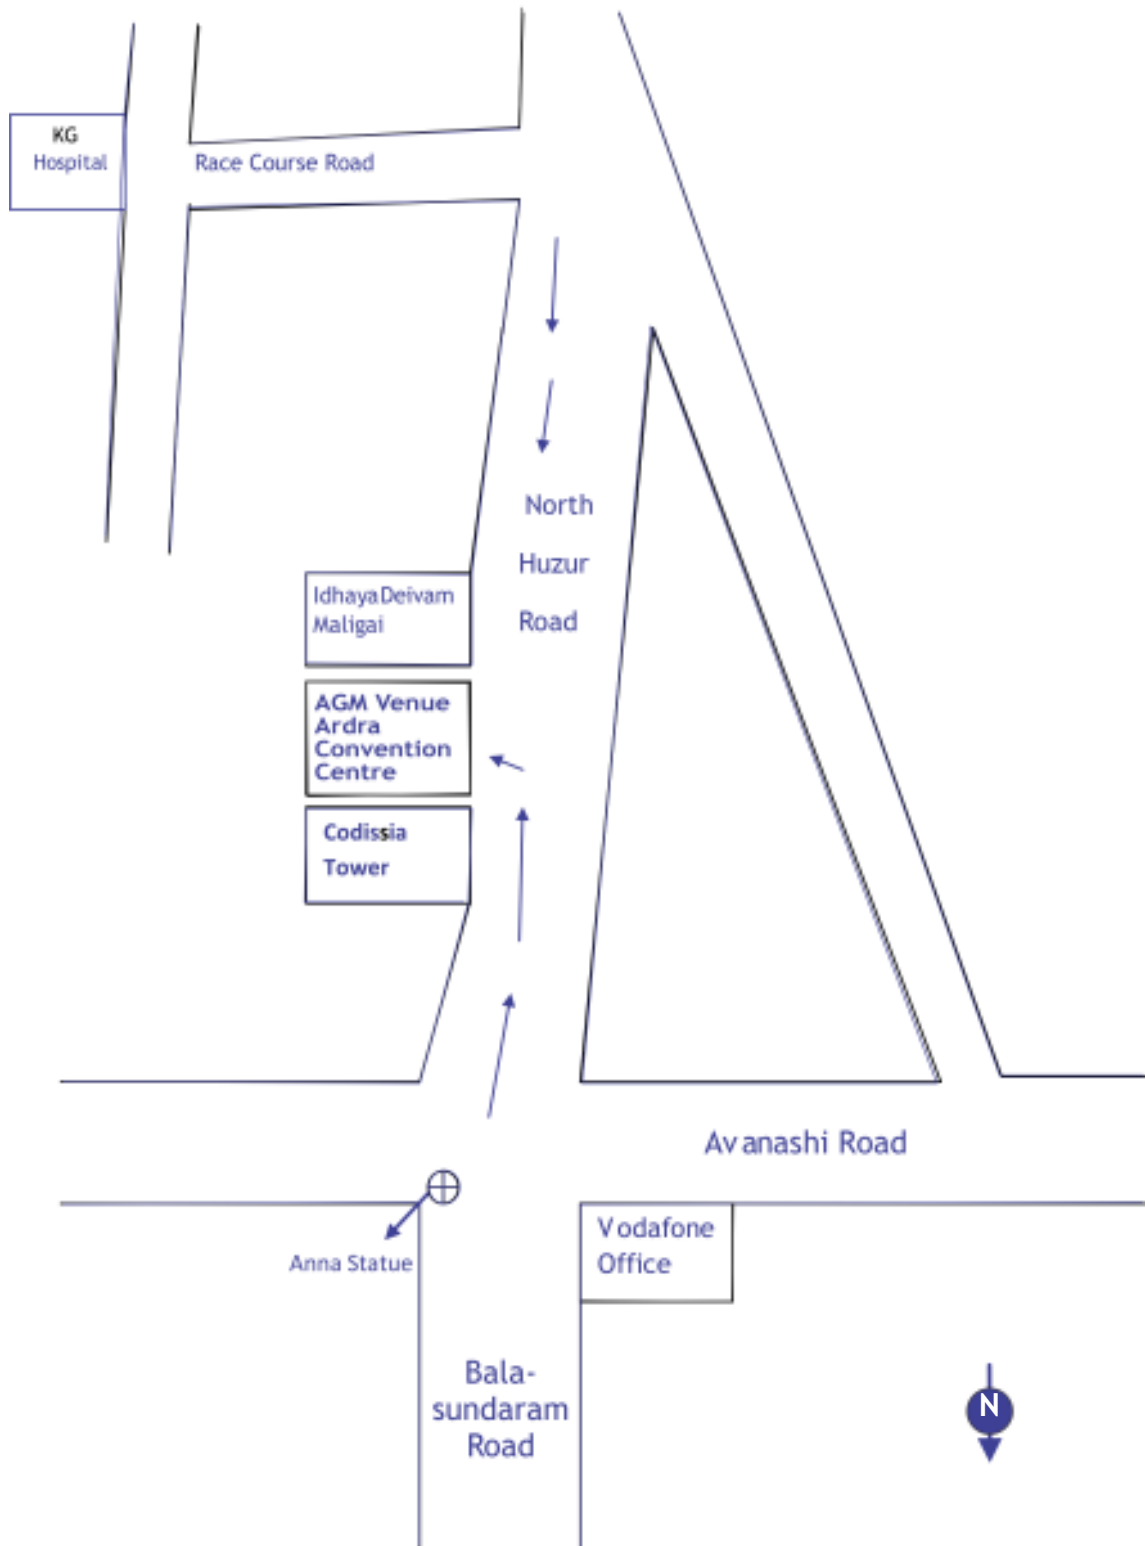 KG
Hospital
Race Course Road
North
Huzur
Road
IdhayaDeivam
Maligai
AGM Venue
Ardra
Convention
Centre
Codissia
Tower
Avanashi Road
Anna Statue
Vodafone
Office
Bala-
sundaram
Road
N